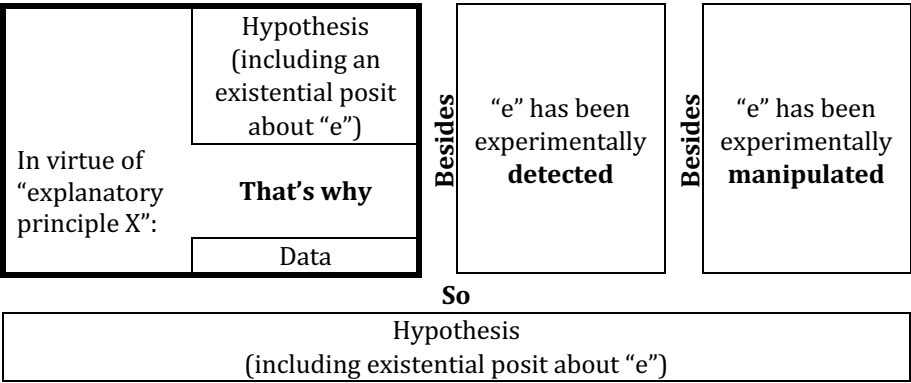 Hypothesis
(including an
existential posit
about “e”)
In virtue of
“explanatory
principle X”:
That’s why
Data
Besides
“e” has been
experimentally
detected
Besides
“e” has been
experimentally
manipulated
So
Hypothesis
(including existential posit about “e”)